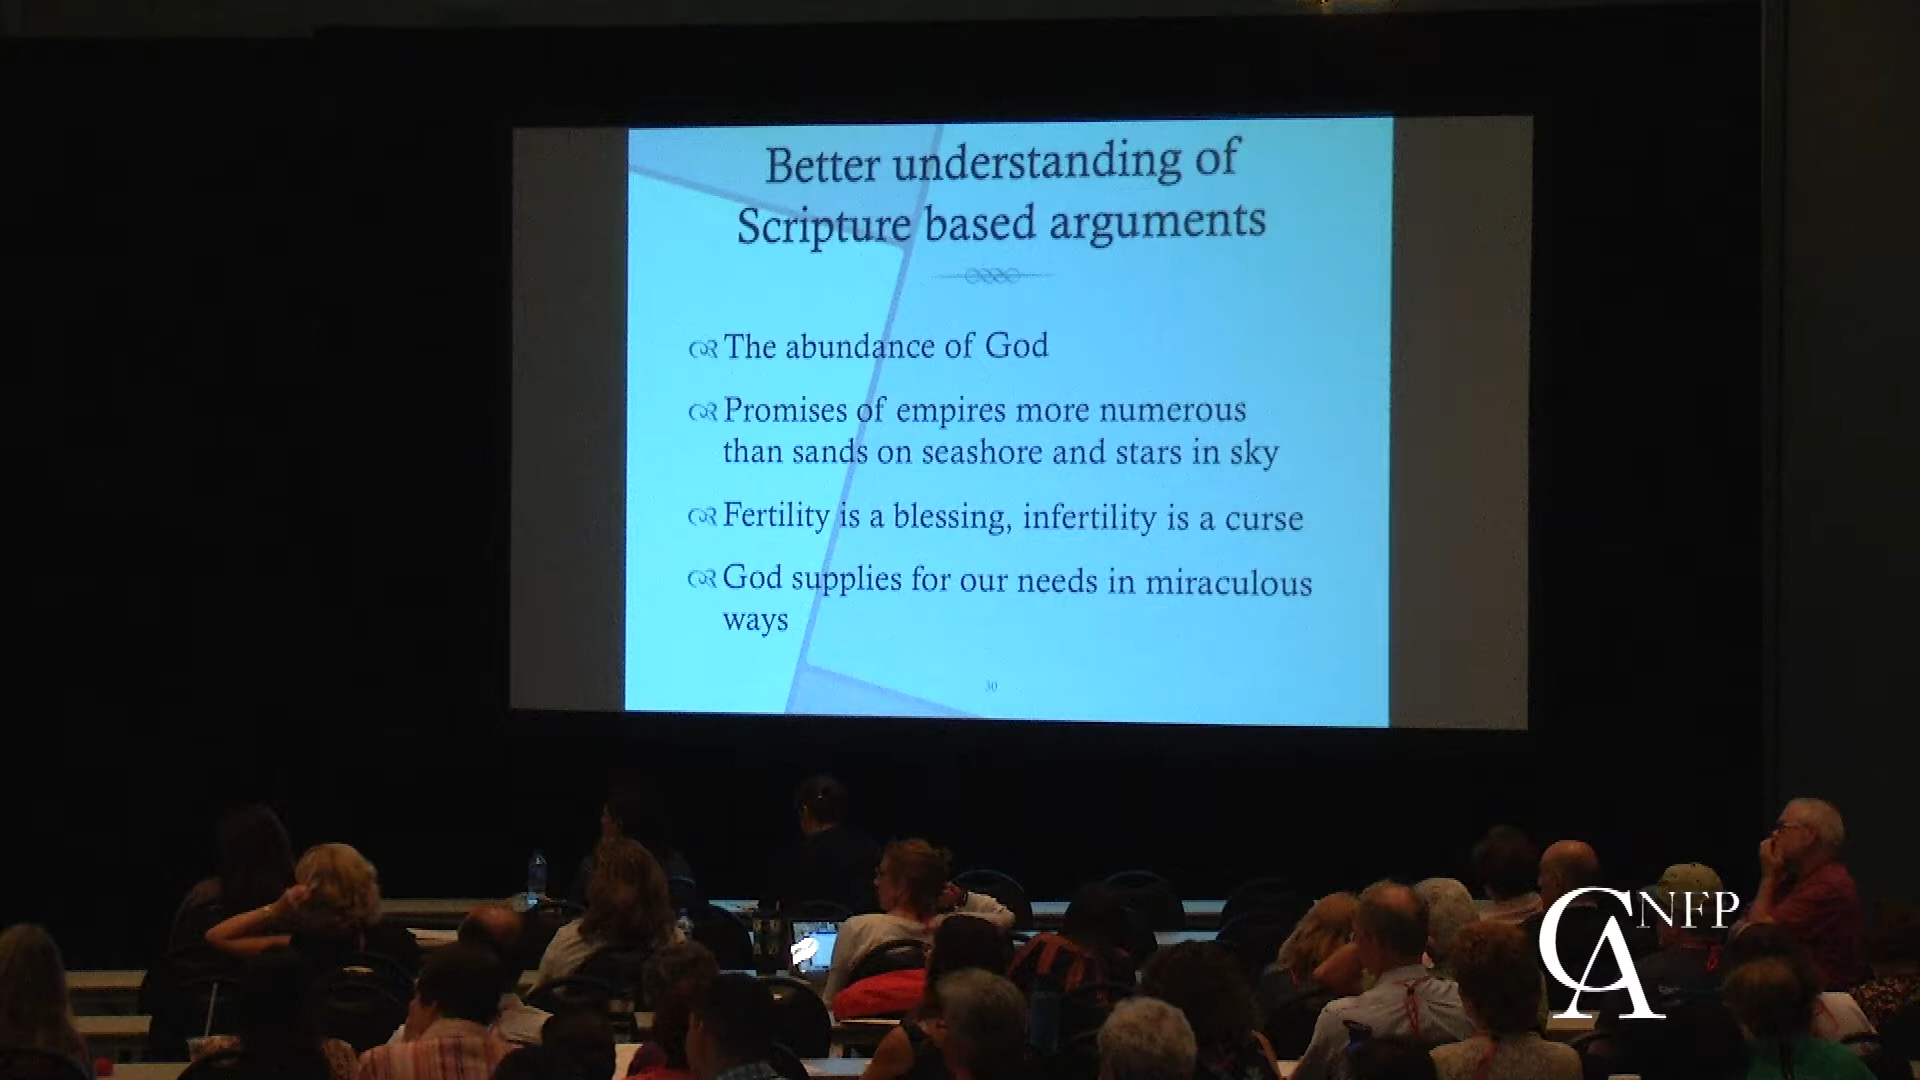 Better understanding of
Scripture based arguments
The abundance of God
Promises of empires more numerous
than sands on seashore and stars in sky
Fertility is a blessing, infertility is a curse
God supplies for our needs in miraculous
ways
30
CANFP